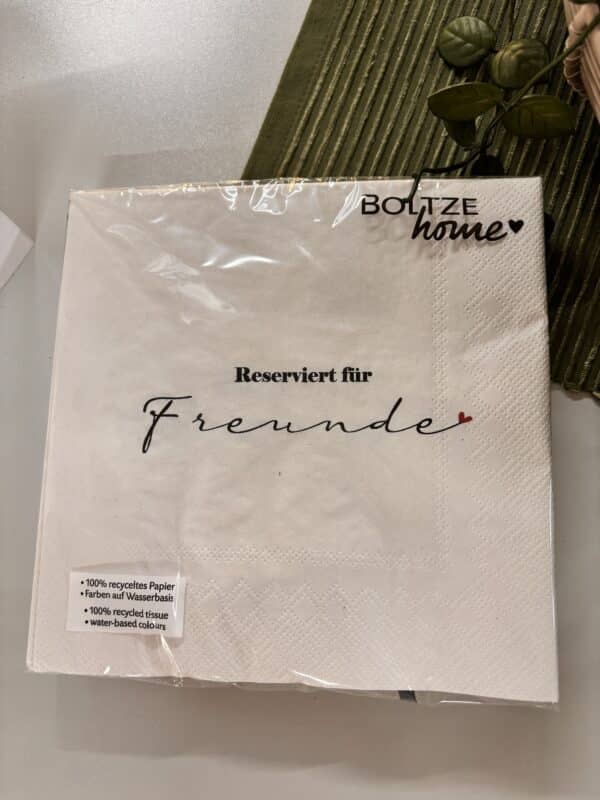 BOLTZE
home
Reserviert für
Freunde
• 100% recyceltes Papier
• Farben auf Wasserbasis
• 100% recycled tissue
• water-based colours